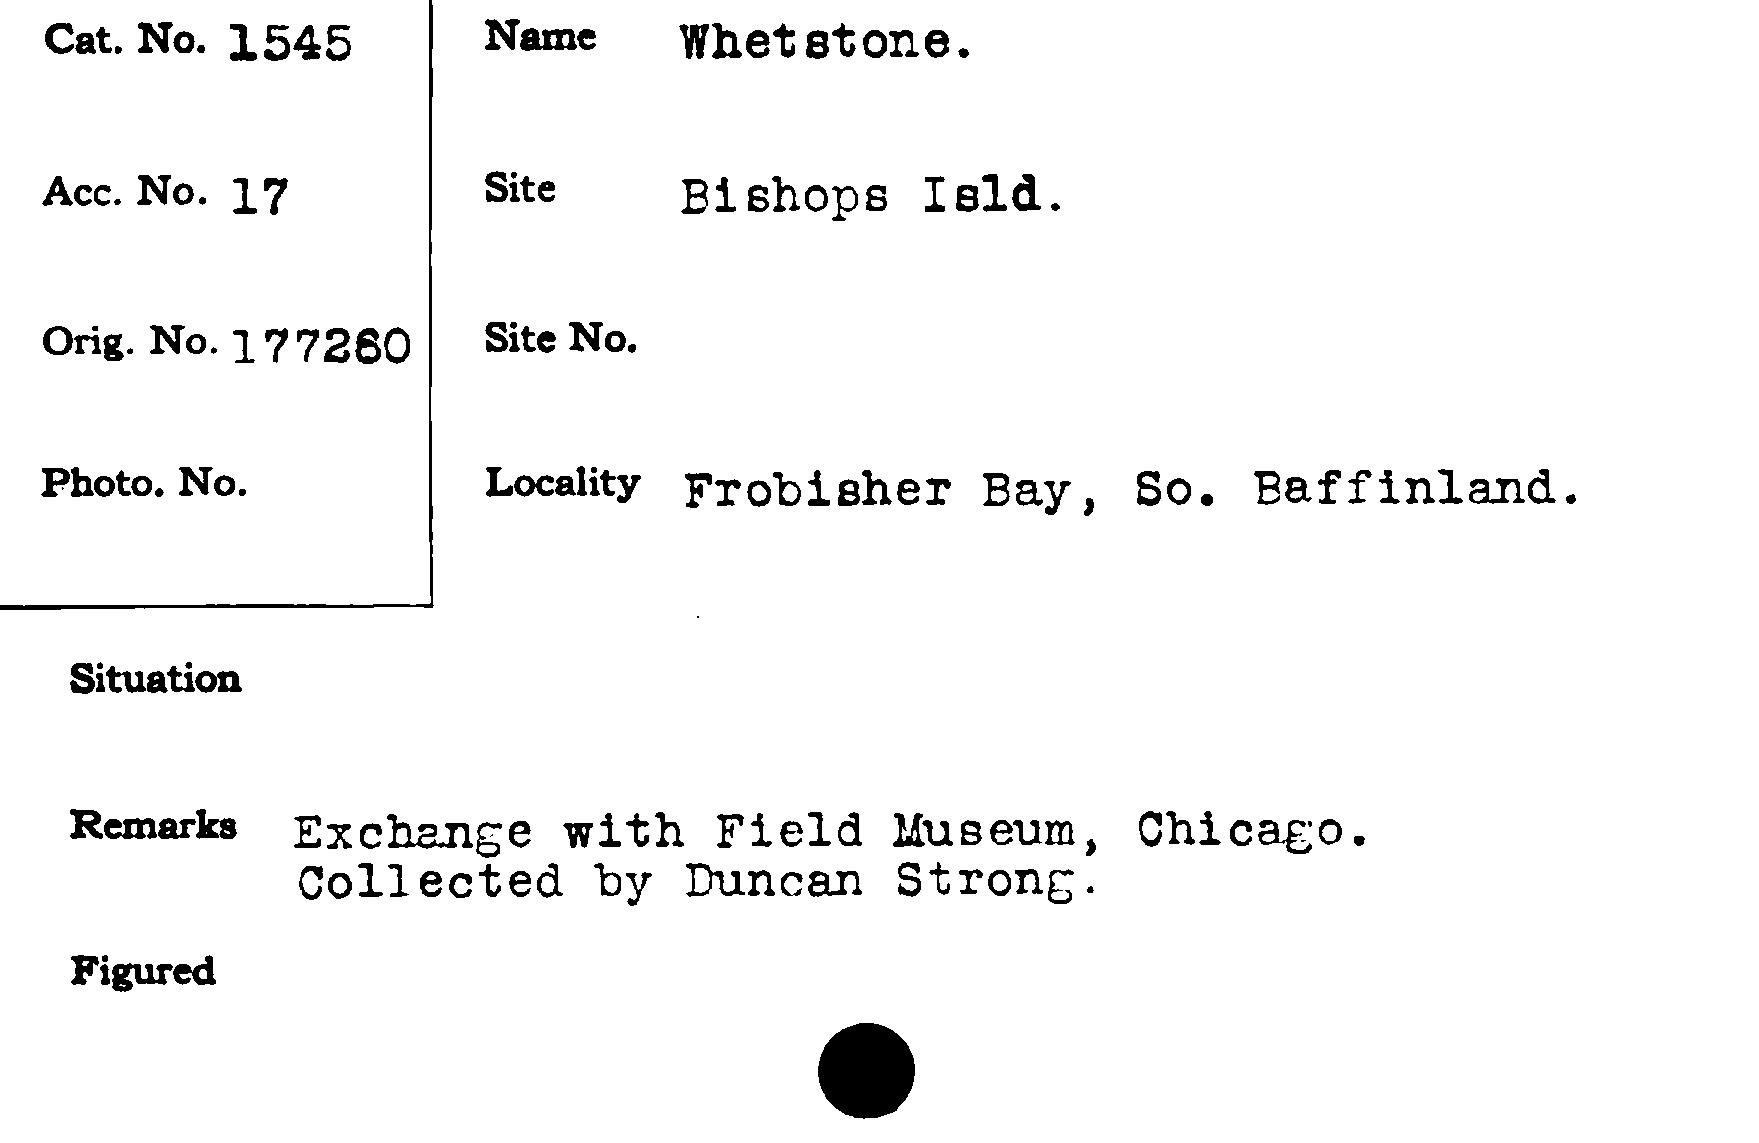 Cat. No. 1545
Name Whetstone.
Acc. No. 17
Site Bishops Isld.
Orig. No. 177260
Site No.
Photo. No.
Locality Frobisher Bay, So. Baffinland.
Situation
Remarks Exchange with Field Museum, Chicago.
Collected by Duncan Strong.
Figured